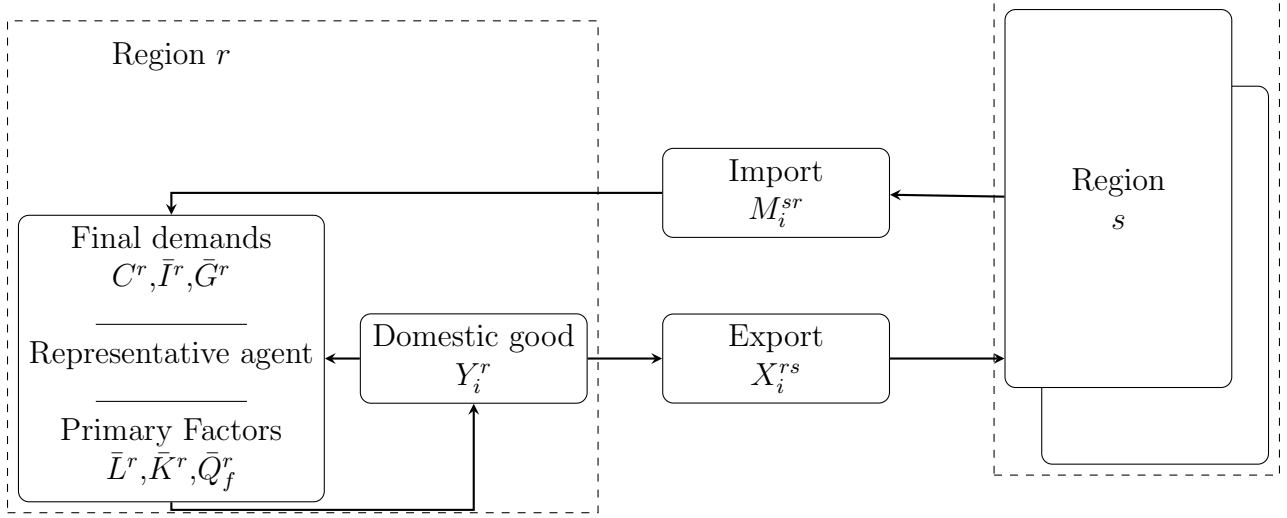 Region r
Import
M_i^{sr}
Region
s
Final demands
C^r,Ī^r,Ḡ^r
Representative agent
Primary Factors
L̄^r,K̄^r,Q̄_f^r
Domestic good
Y_i^r
Export
X_i^{rs}